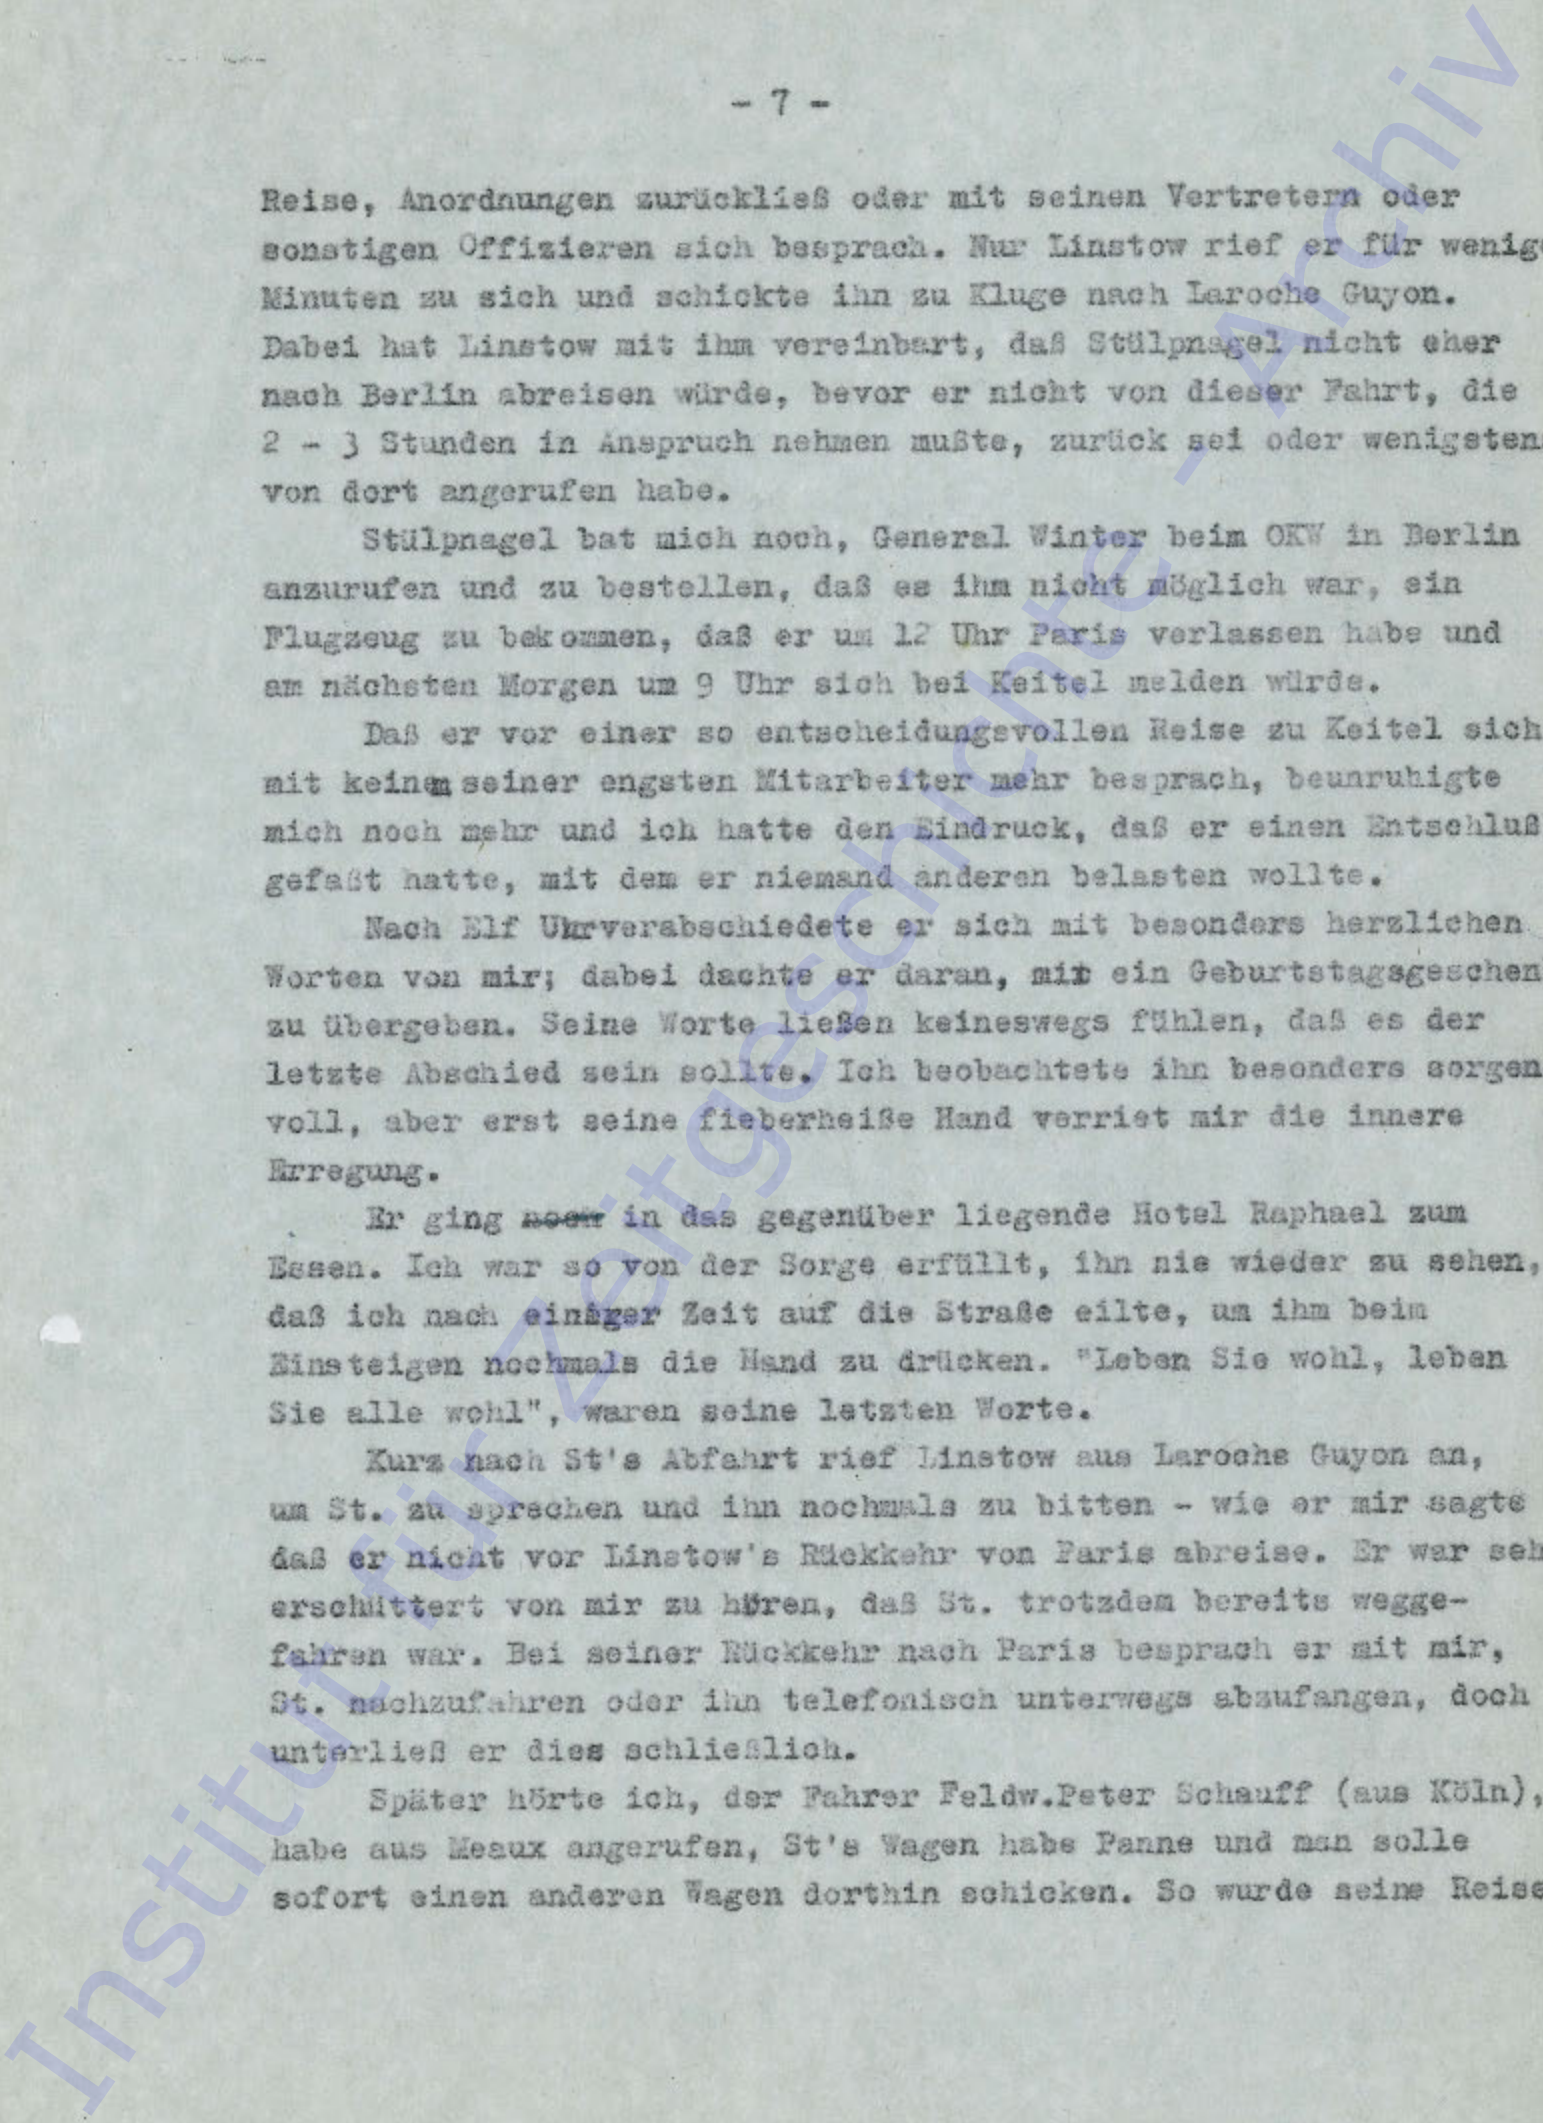 - 7 -
Reise, Anordnungen zurückließ oder mit seinen Vertretern oder
sonstigen Offizieren sich besprach. Nur Linstow rief er für wenig
Minuten zu sich und schickte ihn zu Kluge nach Laroche Guyon.
Dabei hat Linstow mit ihm vereinbart, daß Stülpnagel nicht eher
nach Berlin abreisen würde, bevor er nicht von dieser Fahrt, die
2 - 3 Stunden in Anspruch nehmen mußte, zurück sei oder wenigsten
von dort angerufen habe.
Stülpnagel bat mich noch, General Winter beim OKW in Berlin
anzurufen und zu bestellen, daß es ihm nicht möglich war, ein
Flugzeug zu bekommen, daß er um 12 Uhr Paris verlassen habe und
am nächsten Morgen um 9 Uhr sich bei Keitel melden würde.
Daß er vor einer so entscheidungsvollen Reise zu Keitel sich
mit keinem seiner engsten Mitarbeiter mehr besprach, beunruhigte
mich noch mehr und ich hatte den Eindruck, daß er einen Entschluß
gefaßt hatte, mit dem er niemand anderen belasten wollte.
Nach Elf Uhr verabschiedete er sich mit besonders herzlichen
Worten von mir; dabei dachte er daran, mir ein Geburtstagsgeschen
zu übergeben. Seine Worte ließen keineswegs fühlen, daß es der
letzte Abschied sein sollte. Ich beobachtete ihn besonders sorgen
voll, aber erst seine fieberheiße Hand verriet mir die innere
Erregung.
Er ging noch in das gegenüber liegende Hotel Raphael zum
Essen. Ich war so von der Sorge erfüllt, ihn nie wieder zu sehen,
daß ich nach einiger Zeit auf die Straße eilte, um ihm beim
Einsteigen nochmals die Hand zu drücken. "Leben Sie wohl, leben
Sie alle wohl", waren seine letzten Worte.
Kurz nach St's Abfahrt rief Linstow aus Laroche Guyon an,
um St. zu sprechen und ihn nochmals zu bitten - wie er mir sagte
daß er nicht vor Linstow's Rückkehr von Paris abreise. Er war seh
erschüttert von mir zu hören, daß St. trotzdem bereits wegge-
fahren war. Bei seiner Rückkehr nach Paris besprach er mit mir,
St. nachzufahren oder ihn telefonisch unterwegs abzufangen, doch
unterließ er dies schließlich.
Später hörte ich, der Fahrer Feldw.Peter Schauff (aus Köln),
habe aus Meaux angerufen, St's Wagen habe Panne und man solle
sofort einen anderen Wagen dorthin schicken. So wurde seine Reise
Institut für Zeitgeschichte - Archiv